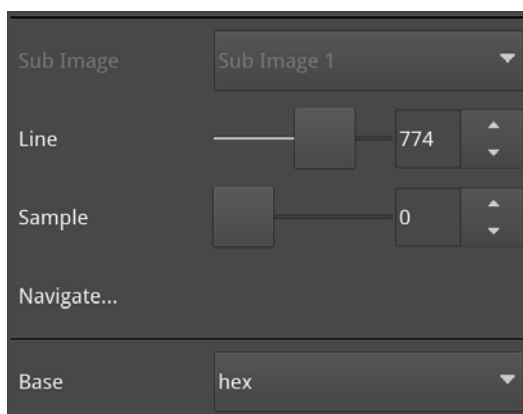 Sub Image Sub Image 1
Line 774
Sample 0
Navigate...
Base hex